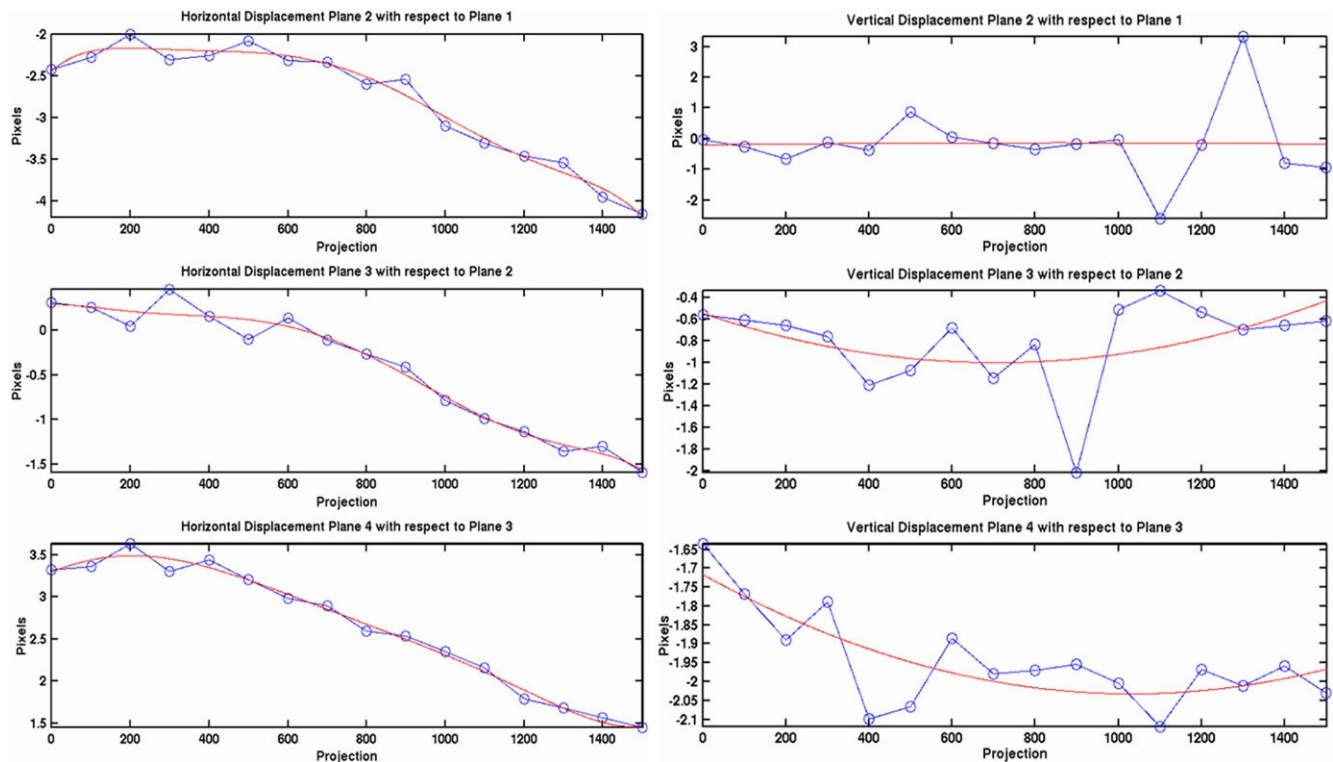 Horizontal Displacement Plane 2 with respect to Plane 1
-2
-2.5
-3
-3.5
-4
Pixels
0 200 400 600 800 1000 1200 1400
Projection
Vertical Displacement Plane 2 with respect to Plane 1
3
2
1
0
-1
-2
Pixels
0 200 400 600 800 1000 1200 1400
Projection
Horizontal Displacement Plane 3 with respect to Plane 2
0
-0.5
-1
-1.5
Pixels
0 200 400 600 800 1000 1200 1400
Projection
Vertical Displacement Plane 3 with respect to Plane 2
-0.4
-0.6
-0.8
-1
-1.2
-1.4
-1.6
-1.8
-2
Pixels
0 200 400 600 800 1000 1200 1400
Projection
Horizontal Displacement Plane 4 with respect to Plane 3
3.5
3
2.5
2
1.5
Pixels
0 200 400 600 800 1000 1200 1400
Projection
Vertical Displacement Plane 4 with respect to Plane 3
-1.65
-1.7
-1.75
-1.8
-1.85
-1.9
-1.95
-2
-2.05
-2.1
Pixels
0 200 400 600 800 1000 1200 1400
Projection